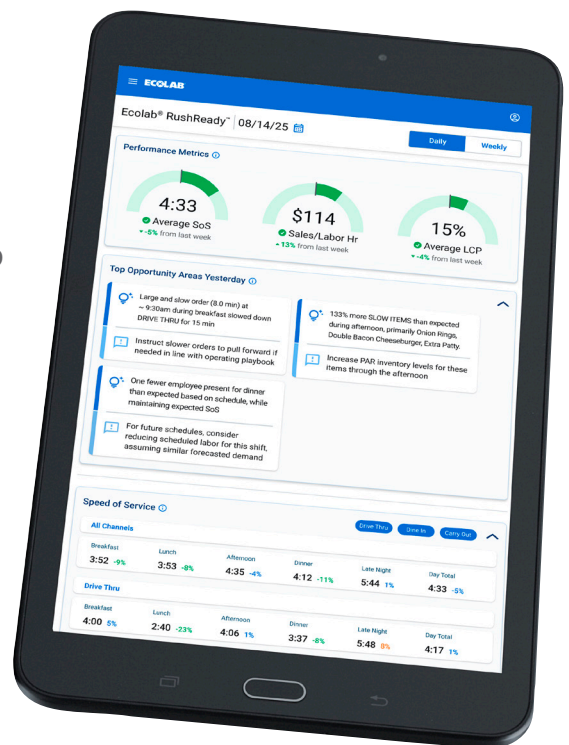 ECOLAB
Ecolab® RushReady™ | 08/14/25
Daily
Weekly
Performance Metrics
4:33
Average SoS
-5% from last week
$114
Sales/Labor Hr
13% from last week
15%
Average LCP
-4% from last week
Top Opportunity Areas Yesterday
Large and slow order (8.0 min) at
~ 9:30am during breakfast slowed down
DRIVE THRU for 15 min
Instruct slower orders to pull forward if
needed in line with operating playbook
133% more SLOW ITEMS than expected
during afternoon, primarily Onion Rings,
Double Bacon Cheeseburger, Extra Patty.
Increase PAR inventory levels for these
items through the afternoon
One fewer employee present for dinner
than expected based on schedule, while
maintaining expected SoS
For future schedules, consider
reducing scheduled labor for this shift,
assuming similar forecasted demand
Speed of Service
Drive Thru
Dine In
Carry Out
All Channels
Breakfast
3:52 -9%
Lunch
3:53 -8%
Afternoon
4:35 -4%
Dinner
4:12 -11%
Late Night
5:44 1%
Day Total
4:33 -5%
Drive Thru
Breakfast
4:00 5%
Lunch
2:40 -23%
Afternoon
4:06 1%
Dinner
3:37 -8%
Late Night
5:48 8%
Day Total
4:17 1%